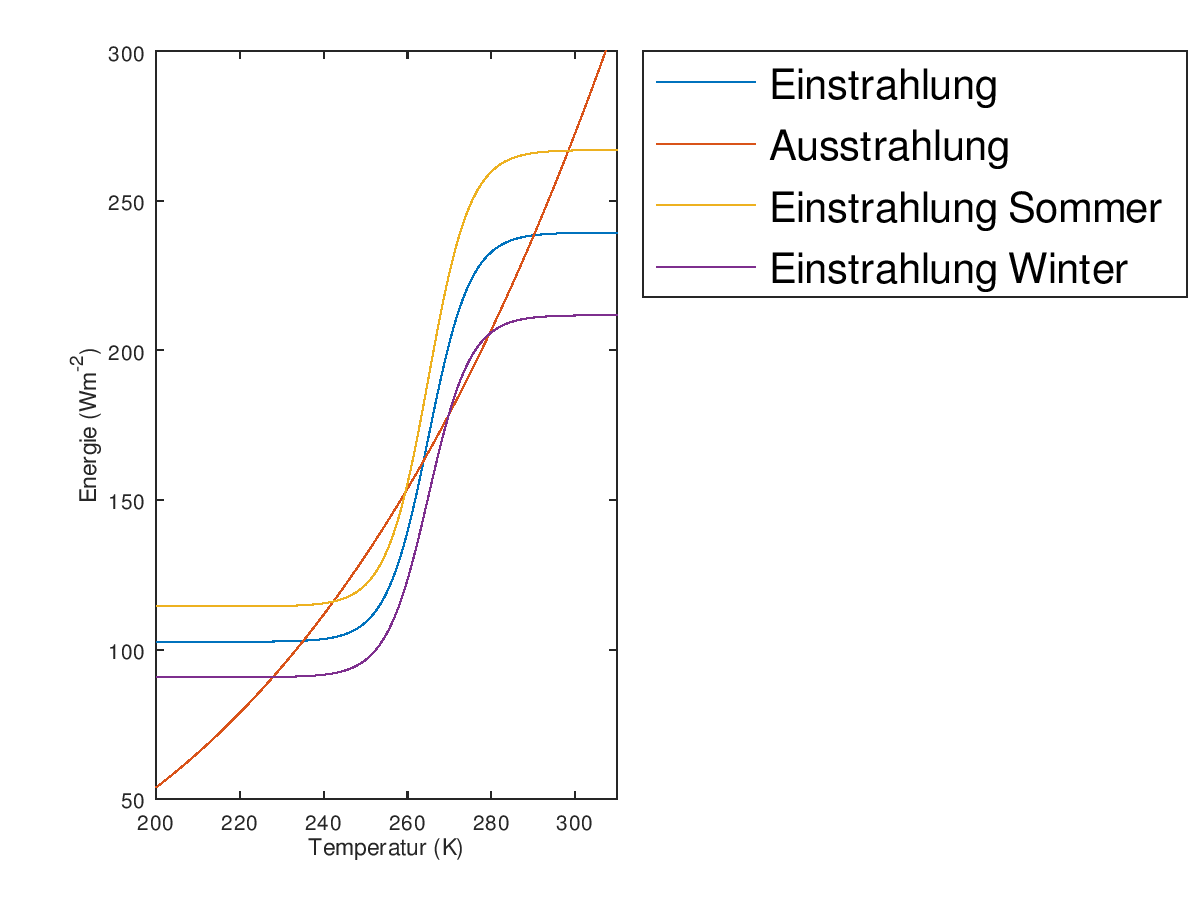 300
250
200
150
100
50
200 220 240 260 280 300
Temperatur (K)
Energie (Wm-2)
Einstrahlung
Ausstrahlung
Einstrahlung Sommer
Einstrahlung Winter